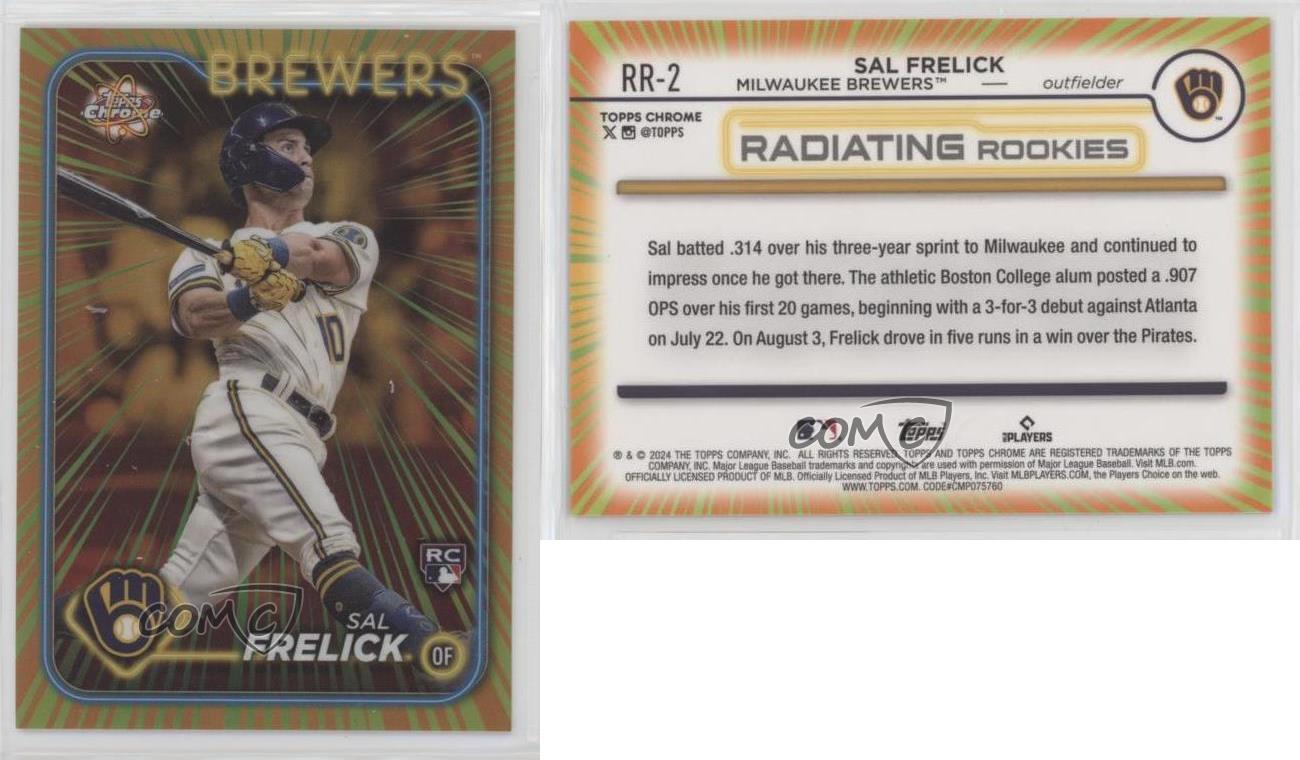 BREWERS™
Topps
Chrome
10
RC
SAL
FRELICK
OF
COMC
RR-2
SAL FRELICK
MILWAUKEE BREWERS™ — outfielder
TOPPS CHROME
X @TOPPS
RADIATING ROOKIES
Sal batted .314 over his three-year sprint to Milwaukee and continued to
impress once he got there. The athletic Boston College alum posted a .907
OPS over his first 20 games, beginning with a 3-for-3 debut against Atlanta
on July 22. On August 3, Frelick drove in five runs in a win over the Pirates.
COMC
Topps
PLAYERS
® & © 2024 THE TOPPS COMPANY, INC. ALL RIGHTS RESERVED. TOPPS AND TOPPS CHROME ARE REGISTERED TRADEMARKS OF THE TOPPS
COMPANY, INC. Major League Baseball trademarks and copyrights are used with permission of Major League Baseball. Visit MLB.com.
OFFICIALLY LICENSED PRODUCT OF MLB. Officially Licensed Product of MLB Players, Inc. Visit MLBPLAYERS.COM, the Players Choice on the web.
WWW.TOPPS.COM. CODE#CMP075760